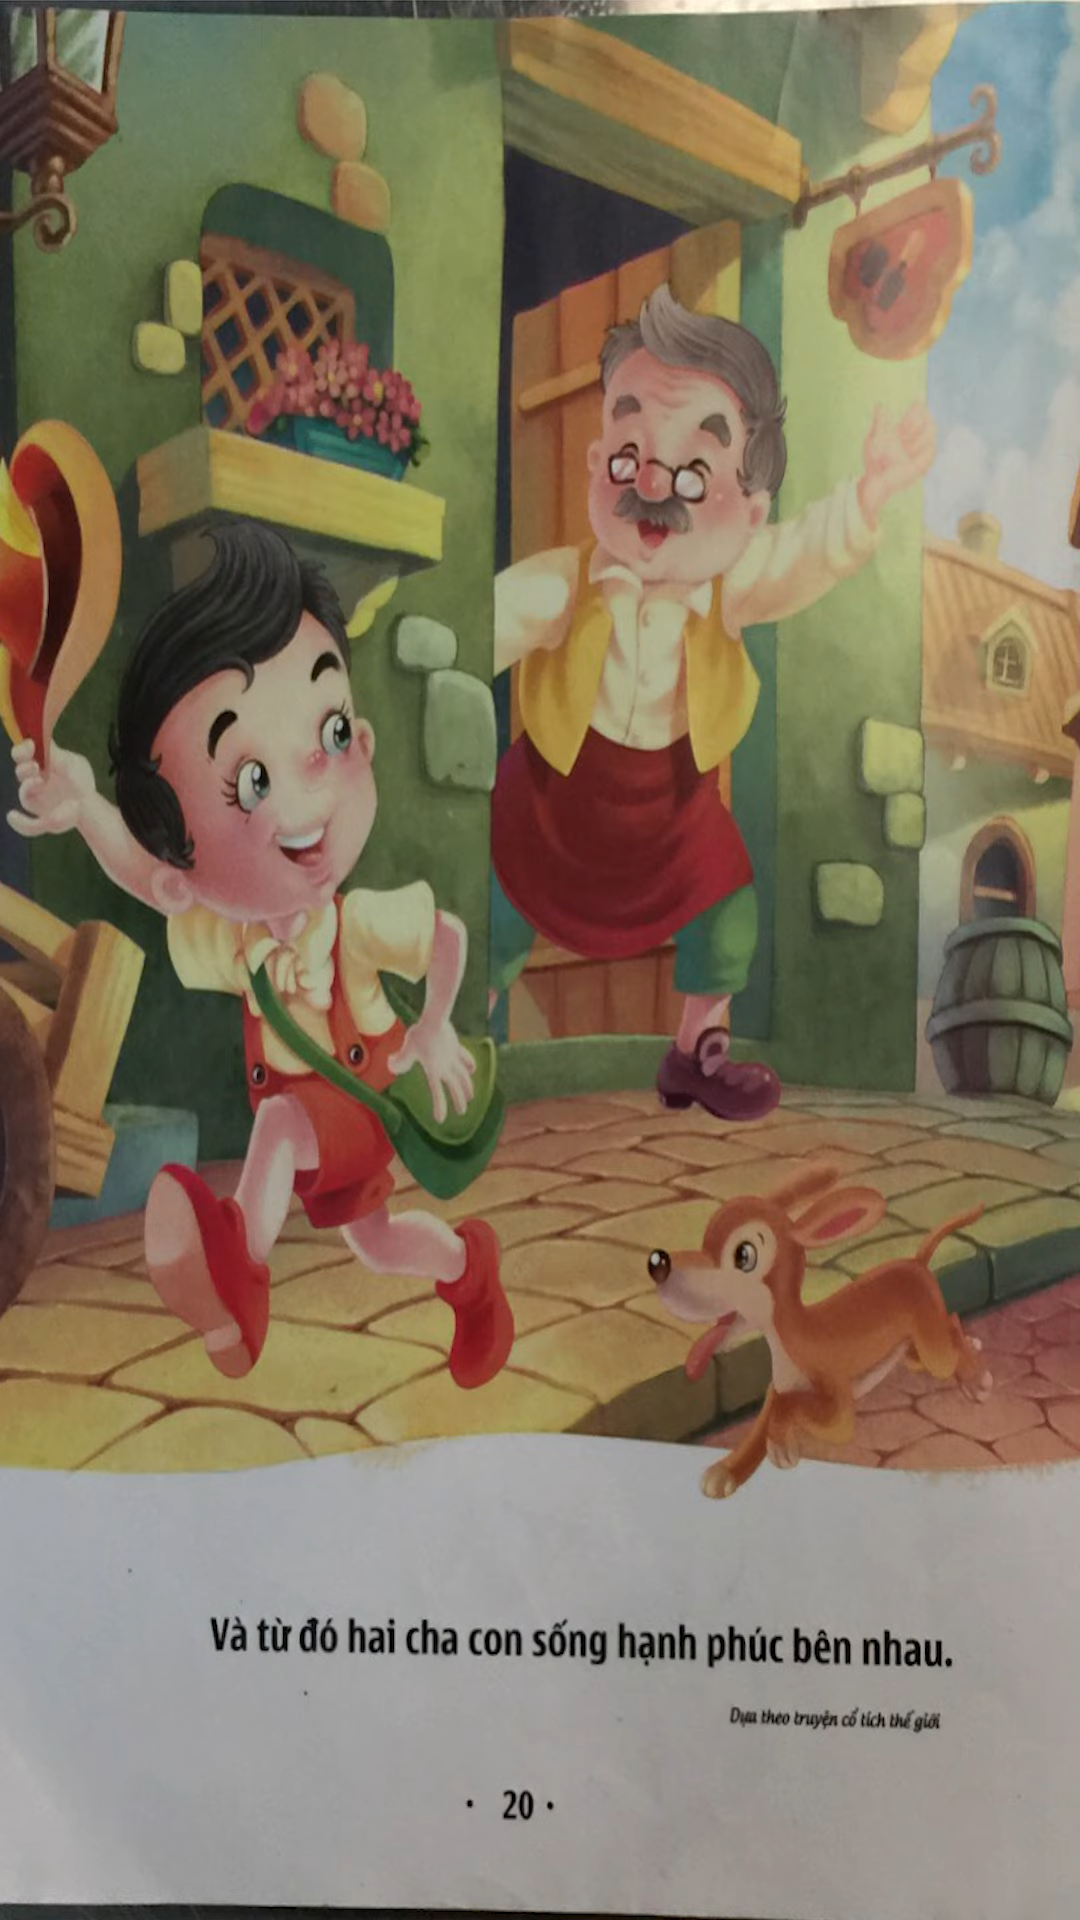 Và từ đó hai cha con sống hạnh phúc bên nhau.
Dựa theo truyện cổ tích thế giới
· 20 ·